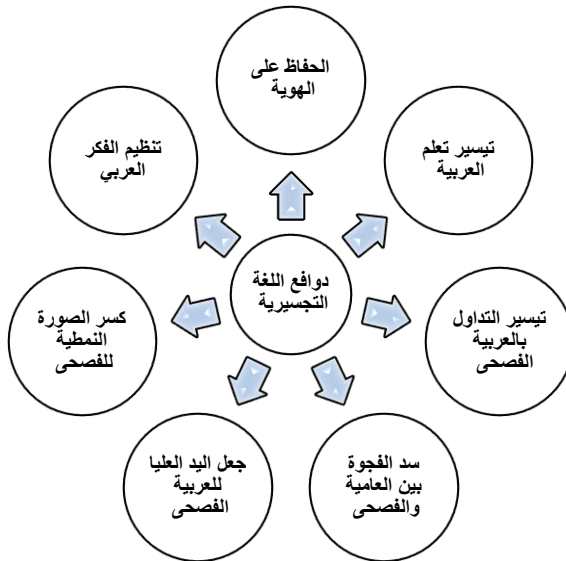 الحفاظ على
الهوية
تيسير تعلم
العربية
تيسير التداول
بالعربية
الفصحى
سد الفجوة
بين العامية
والفصحى
جعل اليد العليا
للعربية
الفصحى
كسر الصورة
النمطية
للفصحى
تنظيم الفكر
العربي
دوافع اللغة
التجسيرية